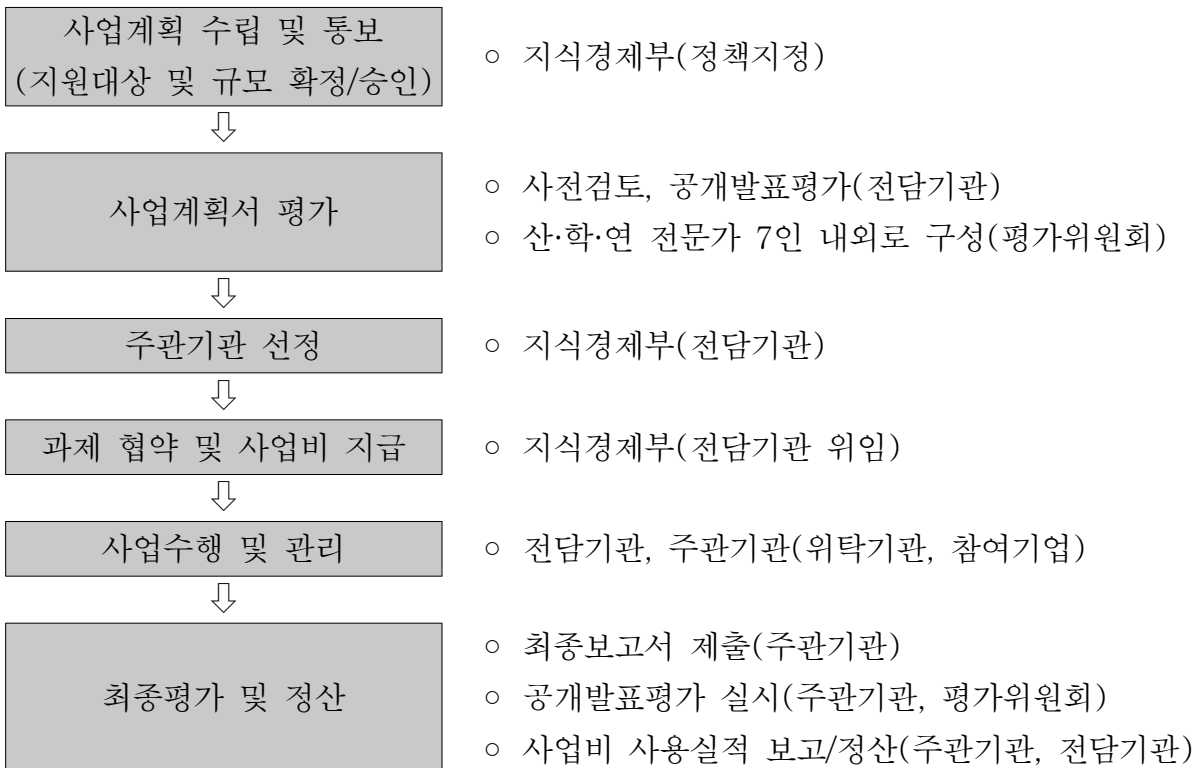 사업계획 수립 및 통보
(지원대상 및 규모 확정/승인)
○ 지식경제부(정책지정)
⇩
사업계획서 평가
○ 사전검토, 공개발표평가(전담기관)
○ 산·학·연 전문가 7인 내외로 구성(평가위원회)
⇩
주관기관 선정
○ 지식경제부(전담기관)
⇩
과제 협약 및 사업비 지급
○ 지식경제부(전담기관 위임)
⇩
사업수행 및 관리
○ 전담기관, 주관기관(위탁기관, 참여기업)
⇩
최종평가 및 정산
○ 최종보고서 제출(주관기관)
○ 공개발표평가 실시(주관기관, 평가위원회)
○ 사업비 사용실적 보고/정산(주관기관, 전담기관)